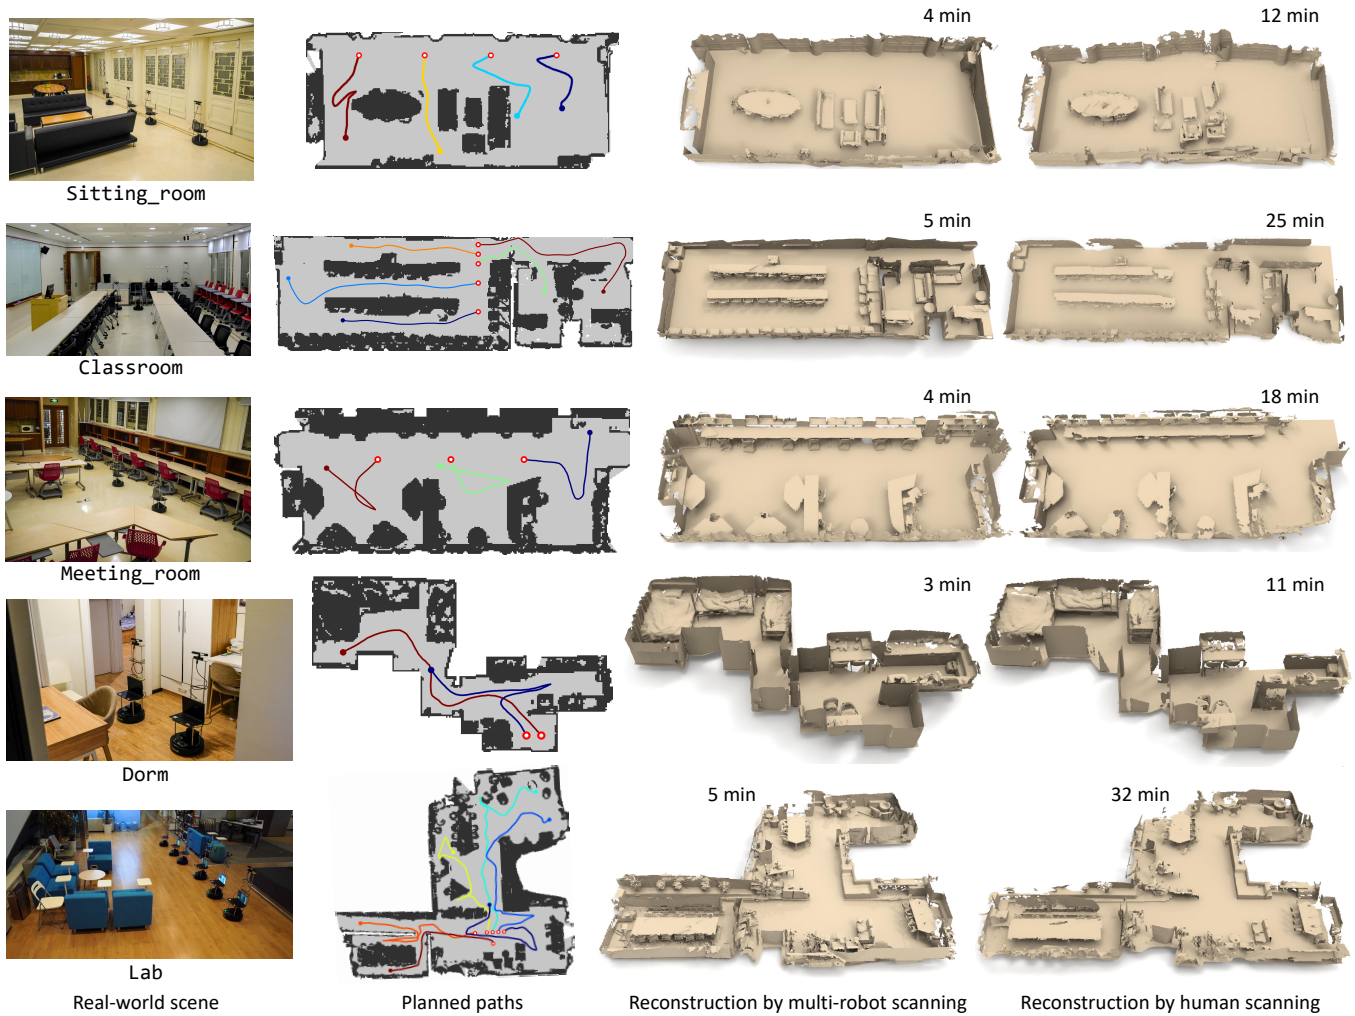 4 min
12 min
Sitting_room
5 min
25 min
Classroom
4 min
18 min
Meeting_room
3 min
11 min
Dorm
5 min
32 min
Lab
Real-world scene
Planned paths
Reconstruction by multi-robot scanning
Reconstruction by human scanning